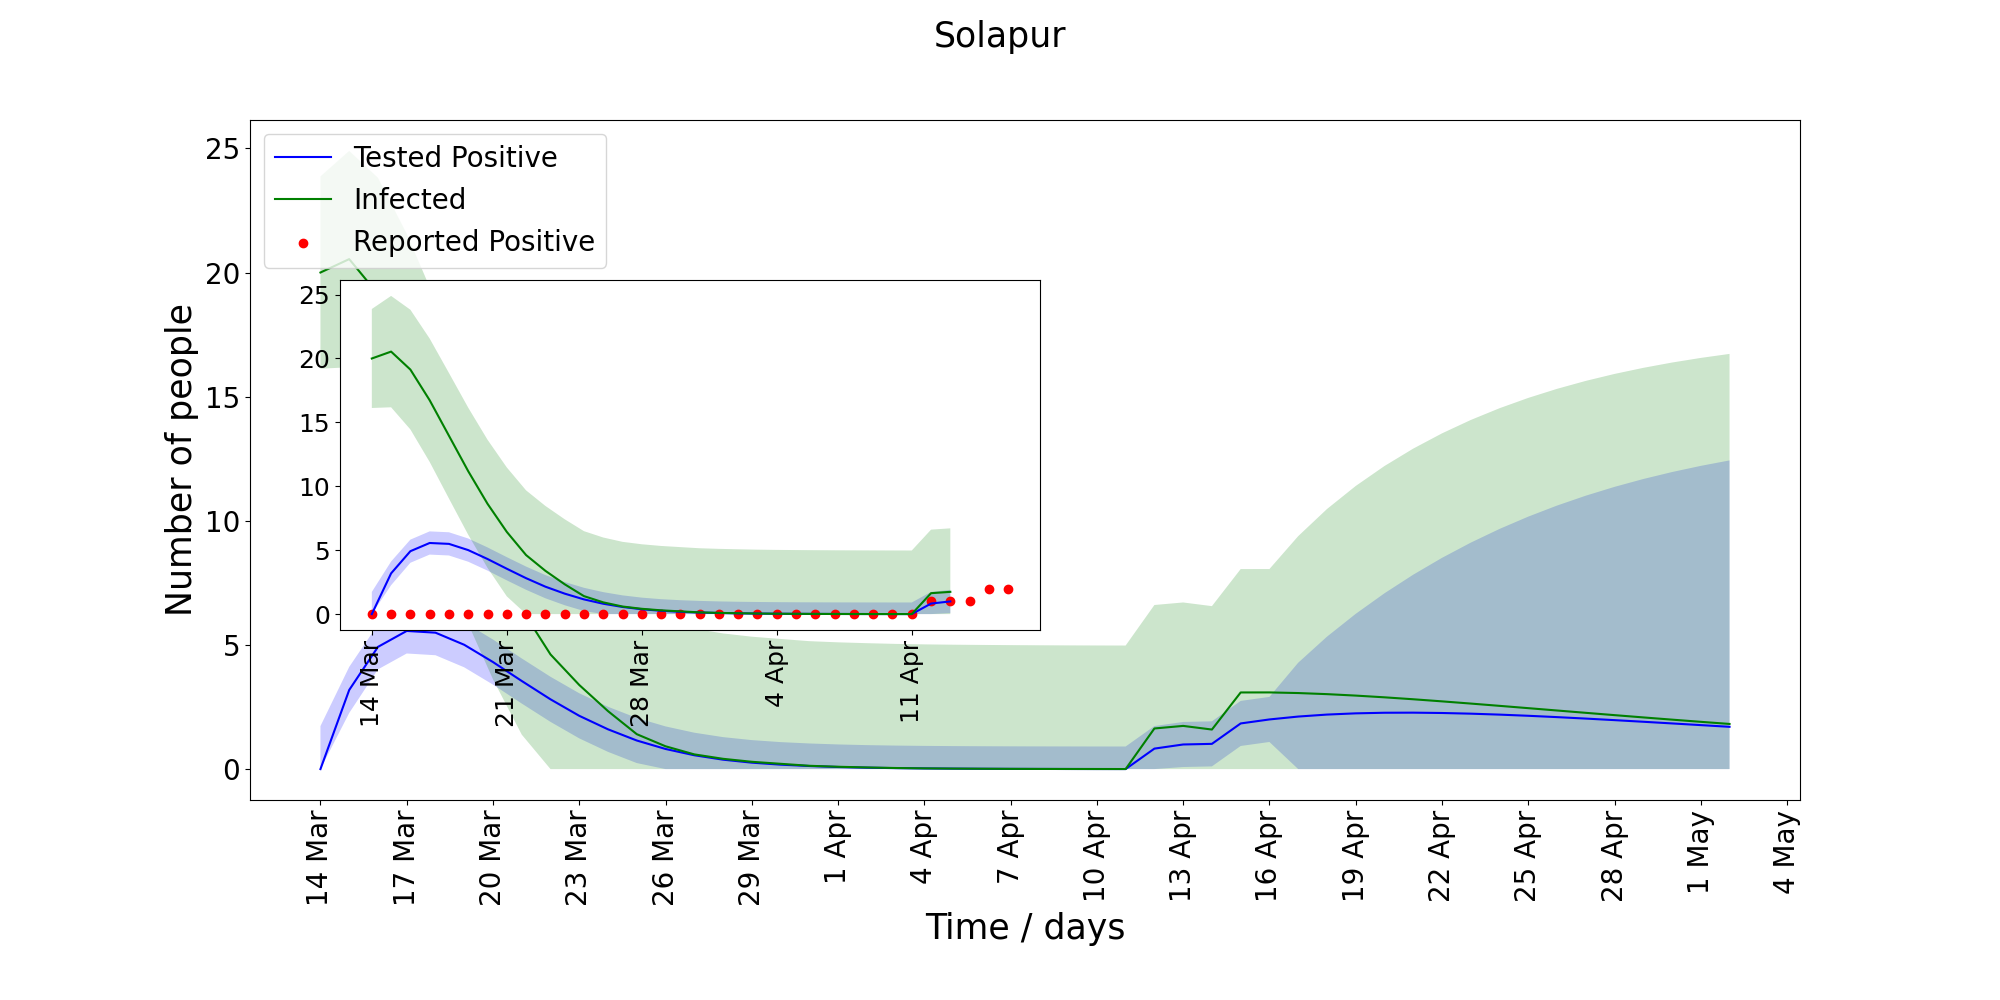 Solapur
Tested Positive
Infected
Reported Positive
Number of people
25
20
15
10
5
0
25
20
15
10
5
0
14 Mar
21 Mar
28 Mar
4 Apr
11 Apr
14 Mar
17 Mar
20 Mar
23 Mar
26 Mar
29 Mar
1 Apr
4 Apr
7 Apr
10 Apr
13 Apr
16 Apr
19 Apr
22 Apr
25 Apr
28 Apr
1 May
4 May
Time / days